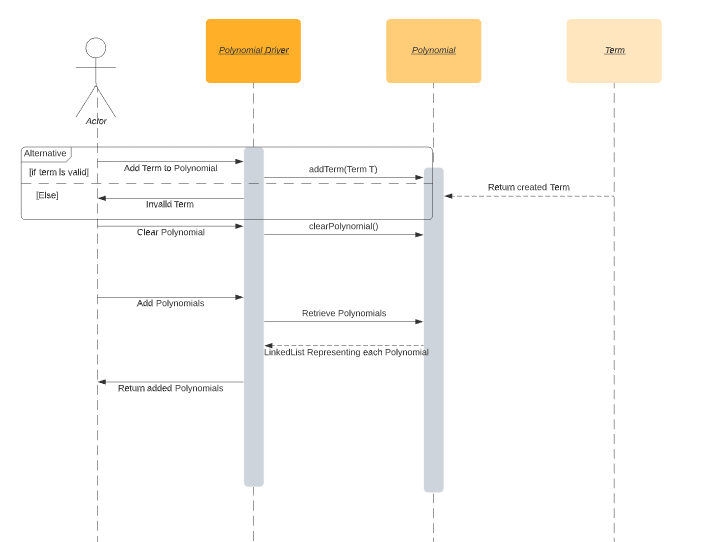 Polynomial Driver
Polynomial
Term
Actor
Alternative
[if term is valid]
Add Term to Polynomial
addTerm(Term T)
Return created Term
[Else]
Invalid Term
Clear Polynomial
clearPolynomial()
Add Polynomials
Retrieve Polynomials
LinkedList Representing each Polynomial
Return added Polynomials